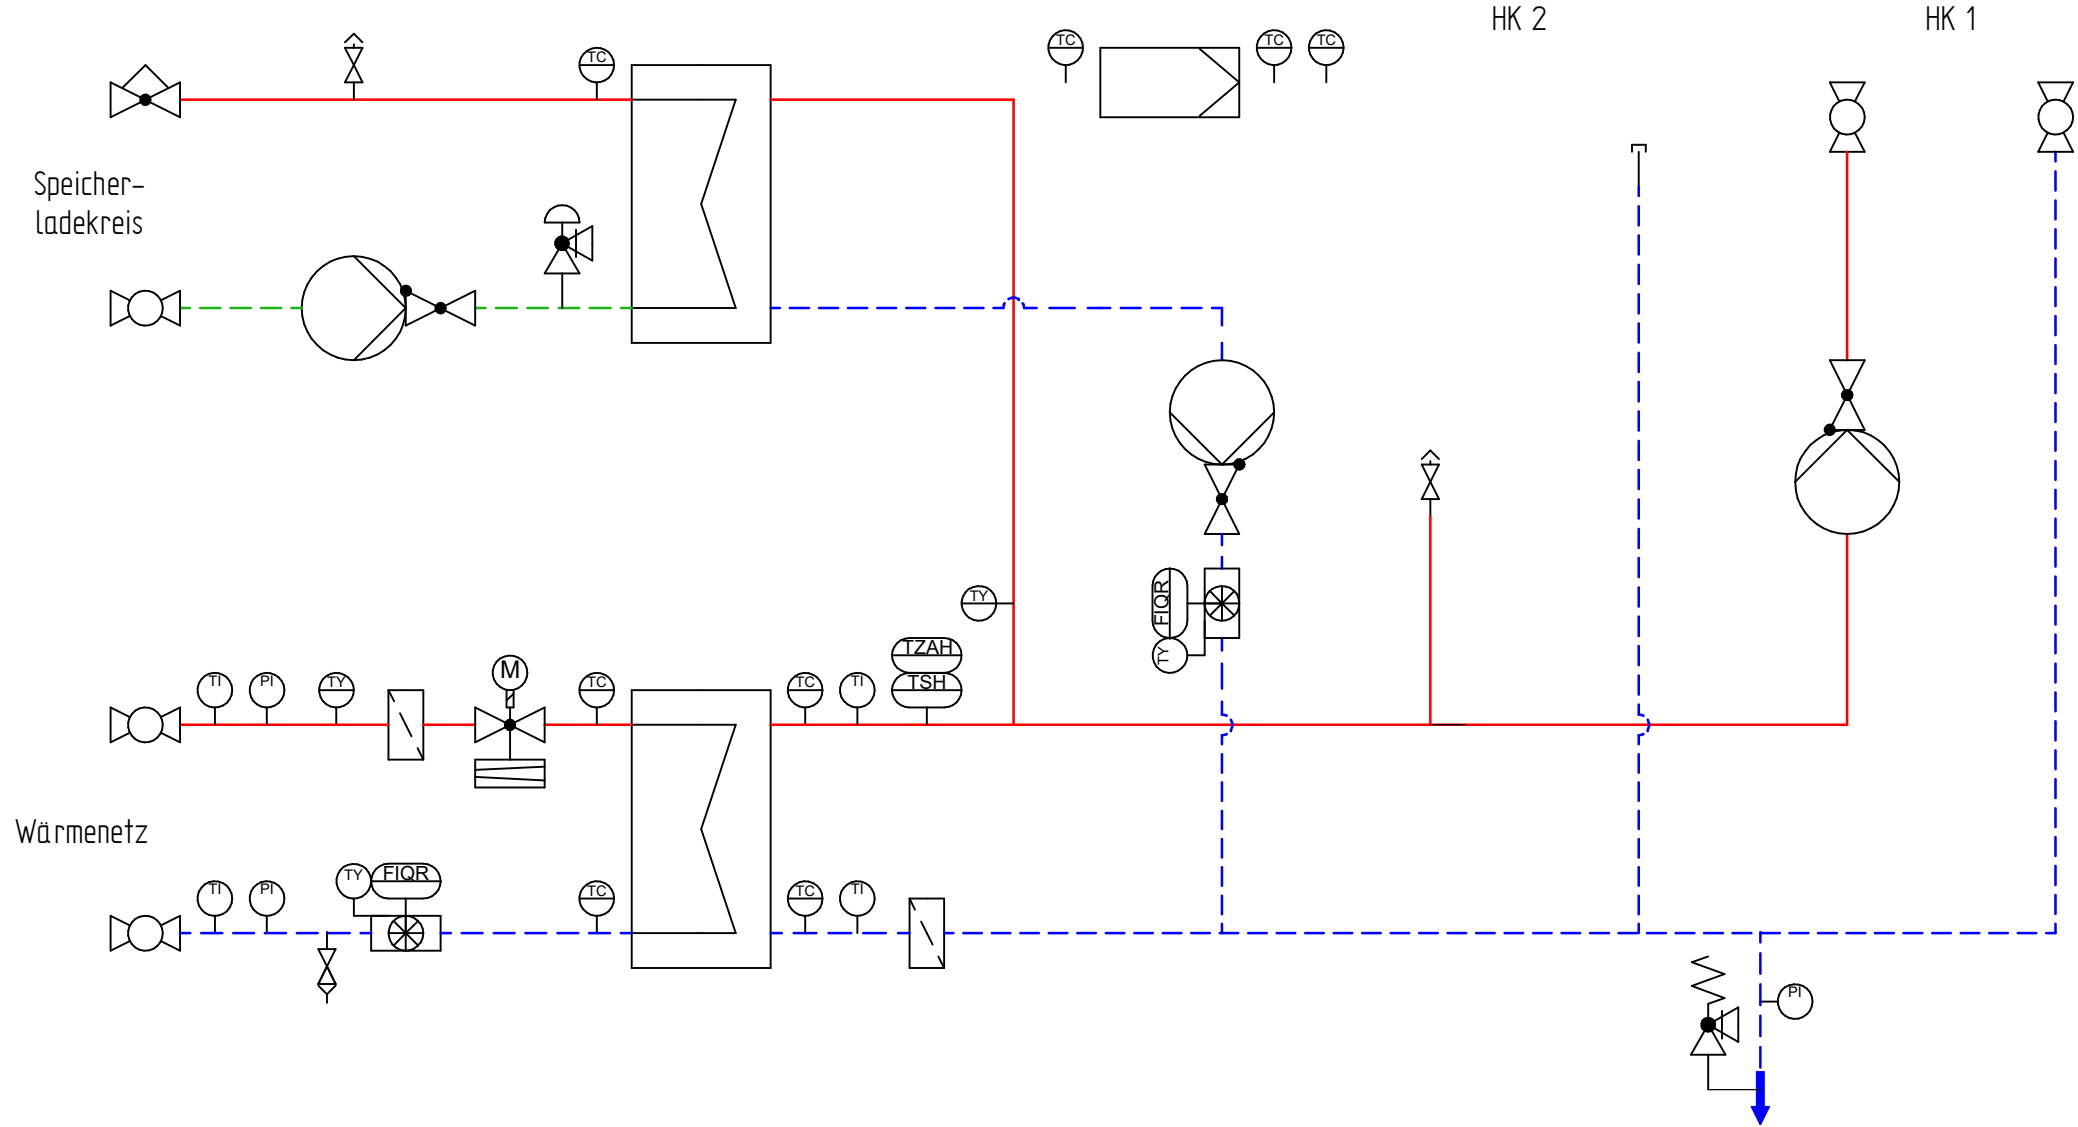 HK 2
HK 1
TC
TC
TC
TC
Speicher-
ladekreis
FIQR
TY
TY
TZAH
TSH
TI
PI
TY
M
TC
TC
TI
Wärmenetz
TI
PI
TY
FIQR
TC
TC
TI
PI